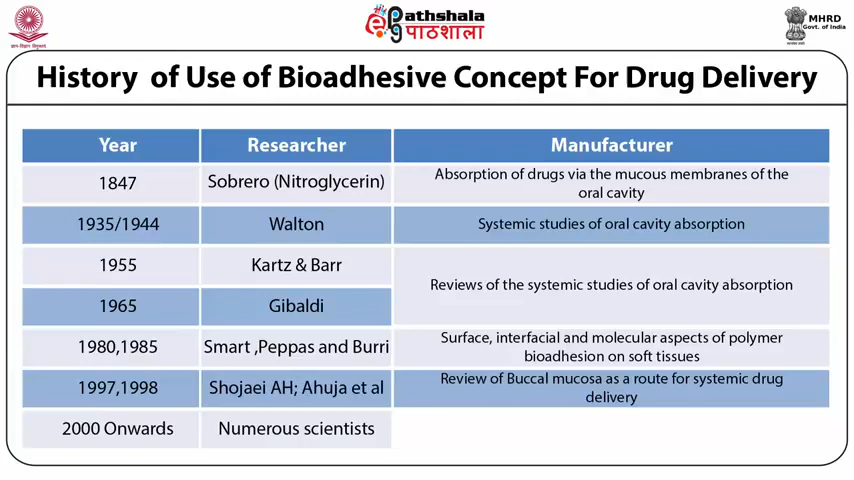 Pathshala
पाठशाला
MHRD
Govt. of India
ज्ञान-विज्ञान विमुक्तये
History of Use of Bioadhesive Concept For Drug Delivery
Year Researcher Manufacturer
1847 Sobrero (Nitroglycerin) Absorption of drugs via the mucous membranes of the
oral cavity
1935/1944 Walton Systemic studies of oral cavity absorption
1955 Kartz & Barr
Reviews of the systemic studies of oral cavity absorption
1965 Gibaldi
1980,1985 Smart ,Peppas and Burri Surface, interfacial and molecular aspects of polymer
bioadhesion on soft tissues
1997,1998 Shojaei AH; Ahuja et al Review of Buccal mucosa as a route for systemic drug
delivery
2000 Onwards Numerous scientists